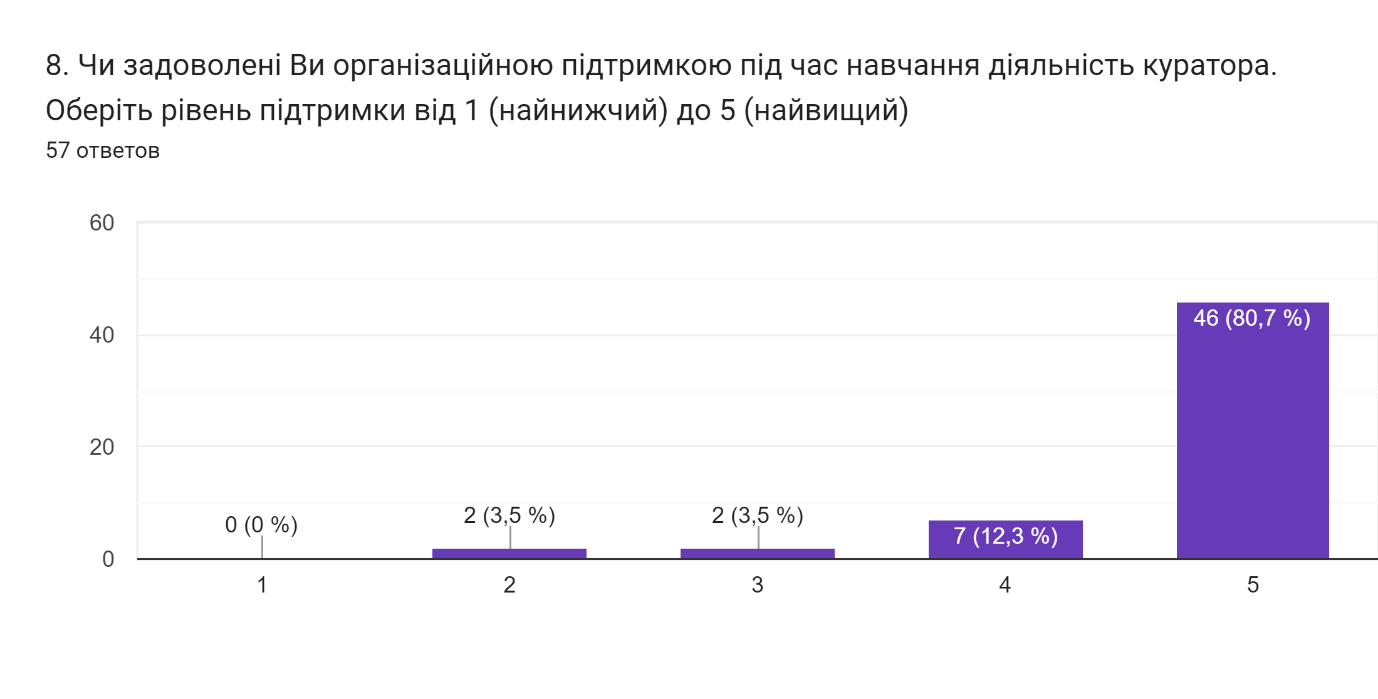 8. Чи задоволені Ви організаційною підтримкою під час навчання діяльність куратора.
Оберіть рівень підтримки від 1 (найнижчий) до 5 (найвищий)
57 ответов
60
40
20
0
0 (0 %)
2 (3,5 %)
2 (3,5 %)
7 (12,3 %)
46 (80,7 %)
1
2
3
4
5